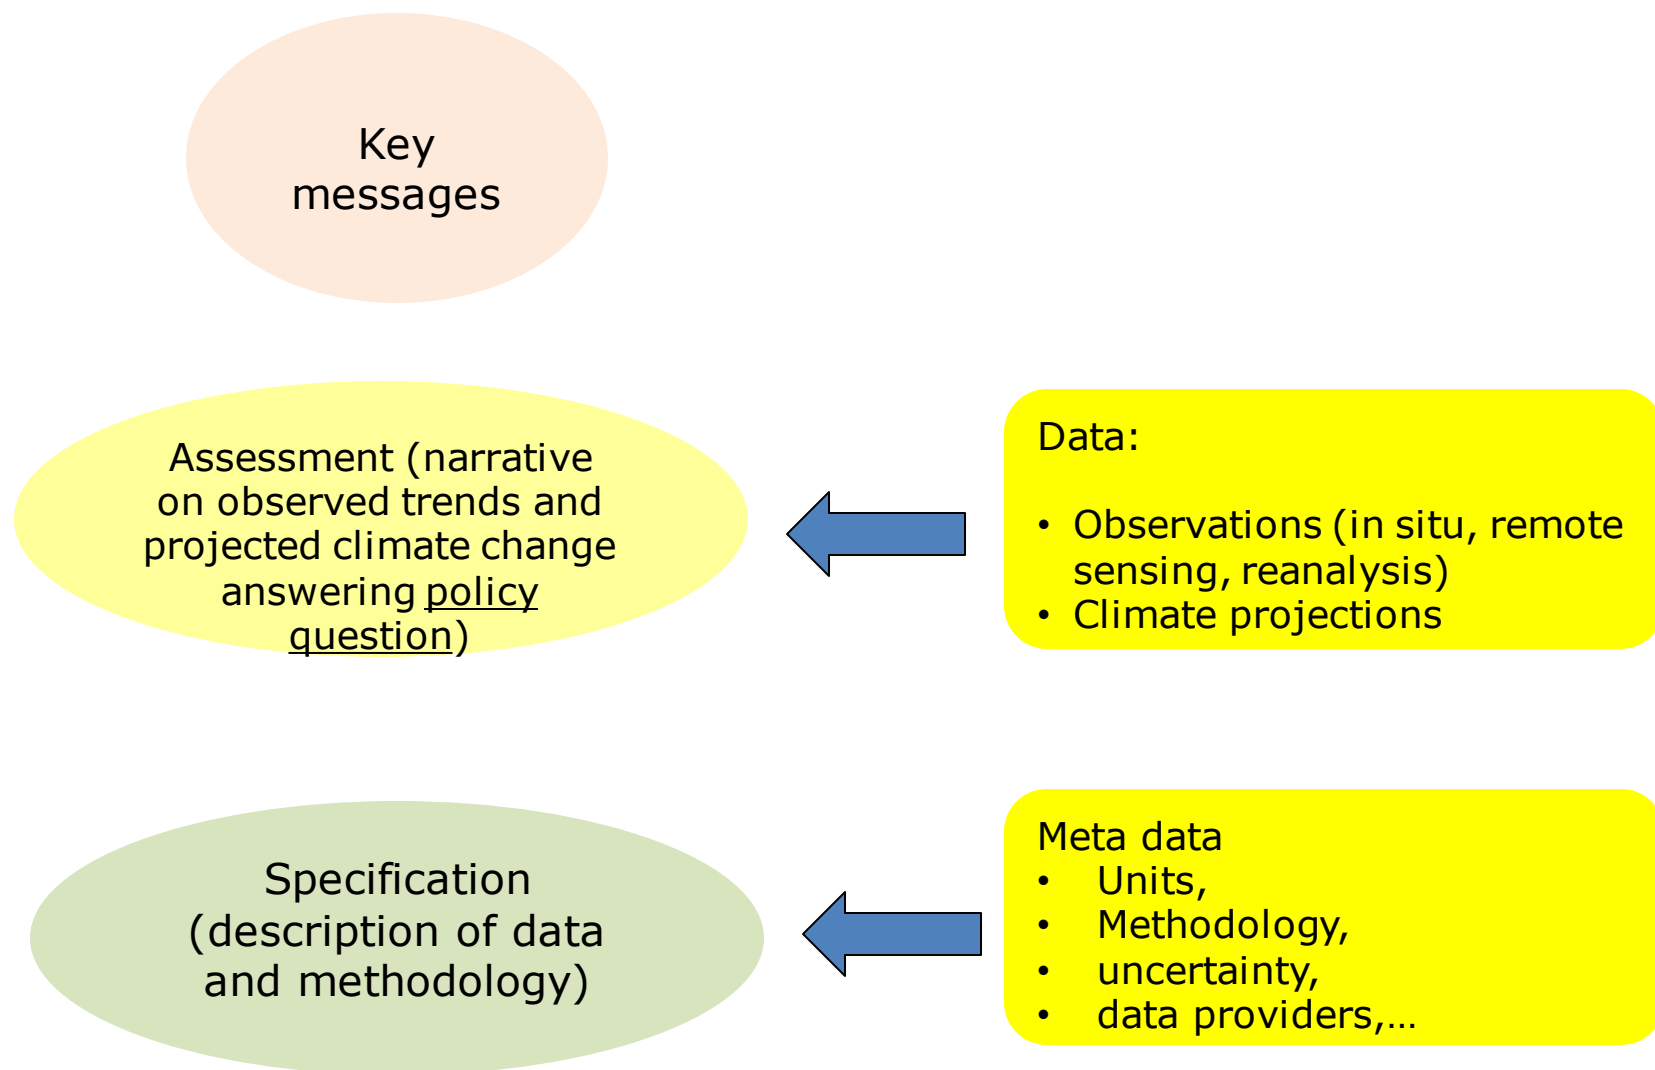 Key
messages
Assessment (narrative
on observed trends and
projected climate change
answering policy
question)
Data:
• Observations (in situ, remote
sensing, reanalysis)
• Climate projections
Specification
(description of data
and methodology)
Meta data
• Units,
• Methodology,
• uncertainty,
• data providers,…